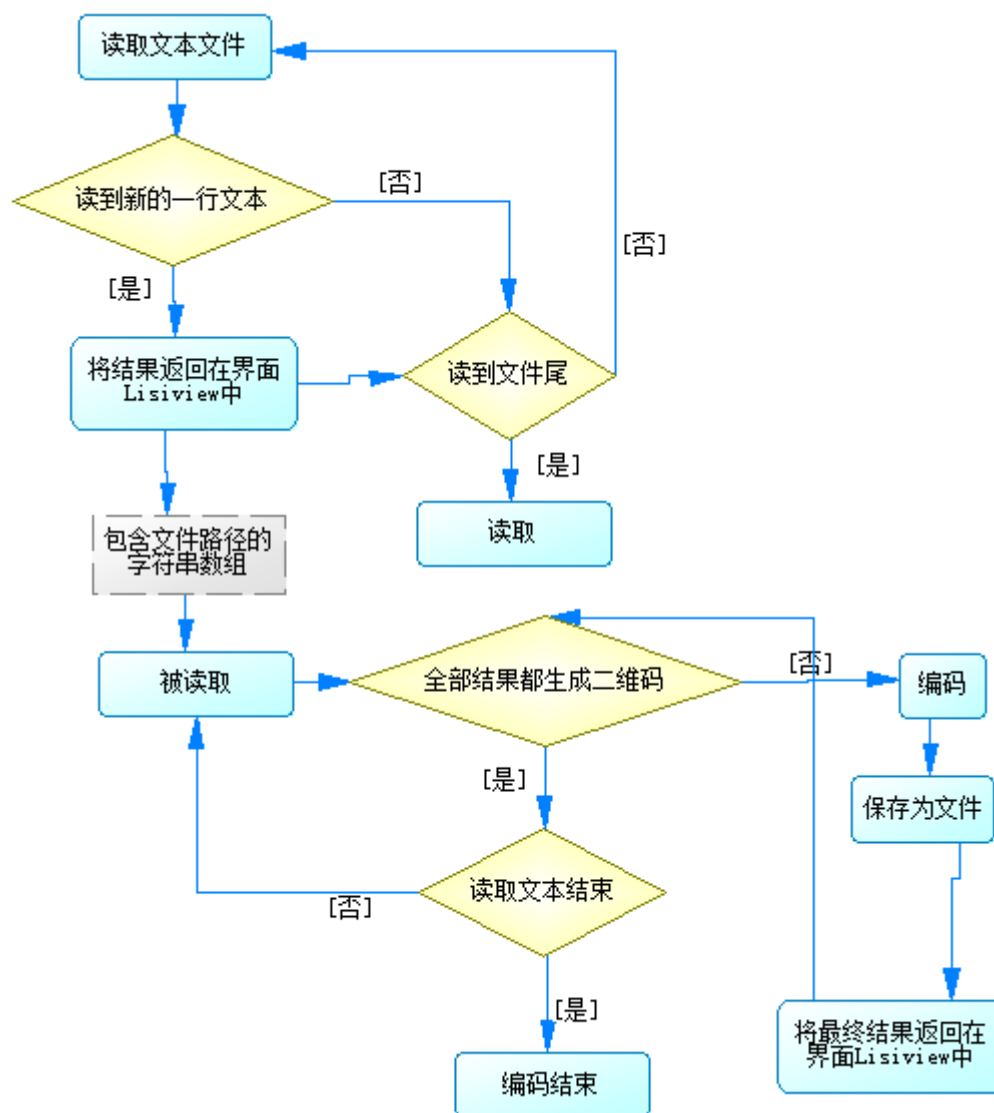 读取文本文件
读到新的一行文本
[否]
[否]
[是]
将结果返回在界面
Lisiview中
读到文件尾
[是]
读取
包含文件路径的
字符串数组
被读取
全部结果都生成二维码
[否]
编码
[是]
保存为文件
读取文本结束
[否]
[是]
将最终结果返回在
界面Lisiview中
编码结束